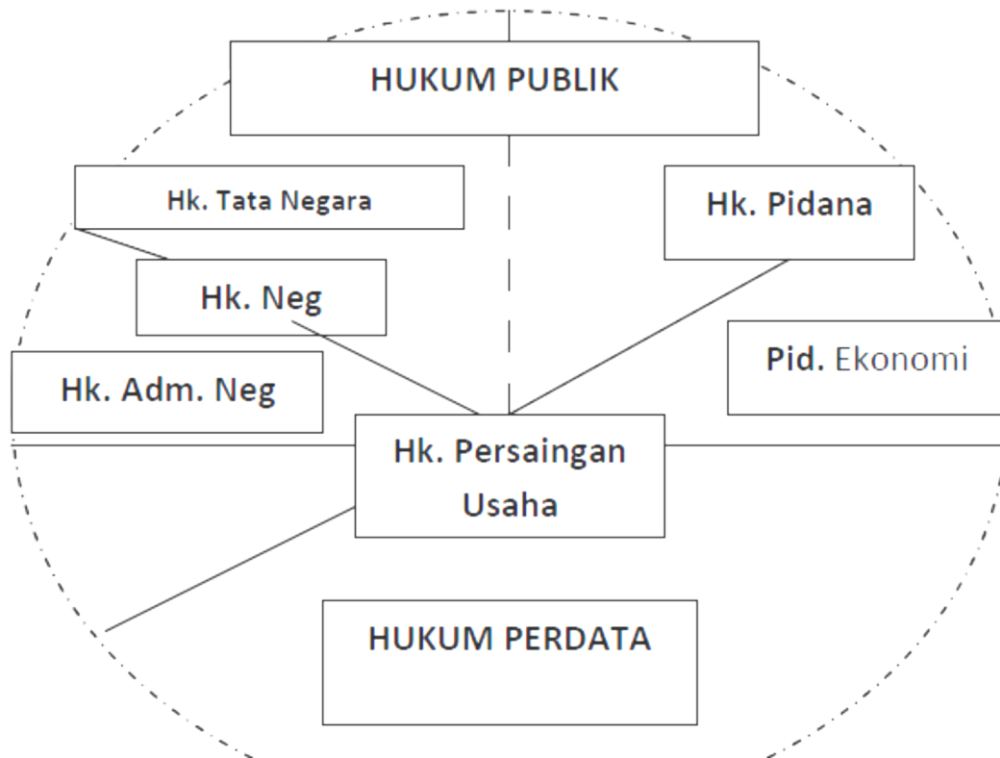 HUKUM PUBLIK
Hk. Tata Negara
Hk. Pidana
Hk. Neg
Pid. Ekonomi
Hk. Adm. Neg
Hk. Persaingan
Usaha
HUKUM PERDATA